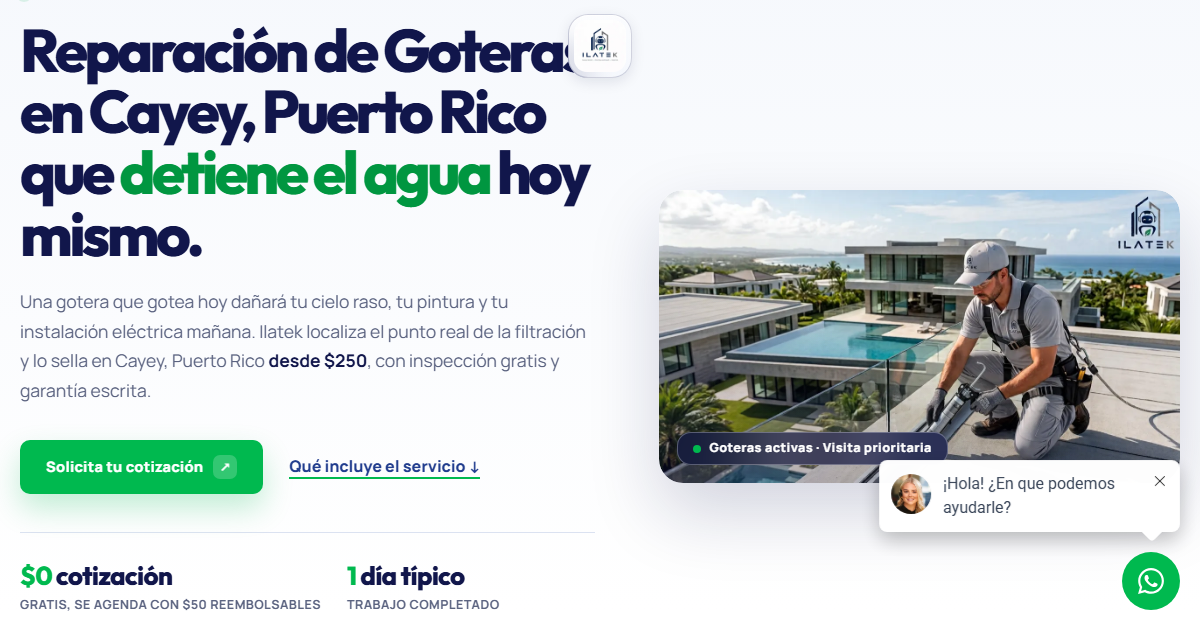 Reparación de Goteras
ILATEK
en Cayey, Puerto Rico
que detiene el agua hoy
mismo.
Una gotera que gotea hoy dañará tu cielo raso, tu pintura y tu
instalación eléctrica mañana. Ilatek localiza el punto real de la filtración
y lo sella en Cayey, Puerto Rico desde $250, con inspección gratis y
garantía escrita.
Solicita tu cotización ↗
Qué incluye el servicio ↓
$0 cotización
GRATIS, SE AGENDA CON $50 REEMBOLSABLES
1 día típico
TRABAJO COMPLETADO
ILATEK
Goteras activas · Visita prioritaria
¡Hola! ¿En que podemos
ayudarle?